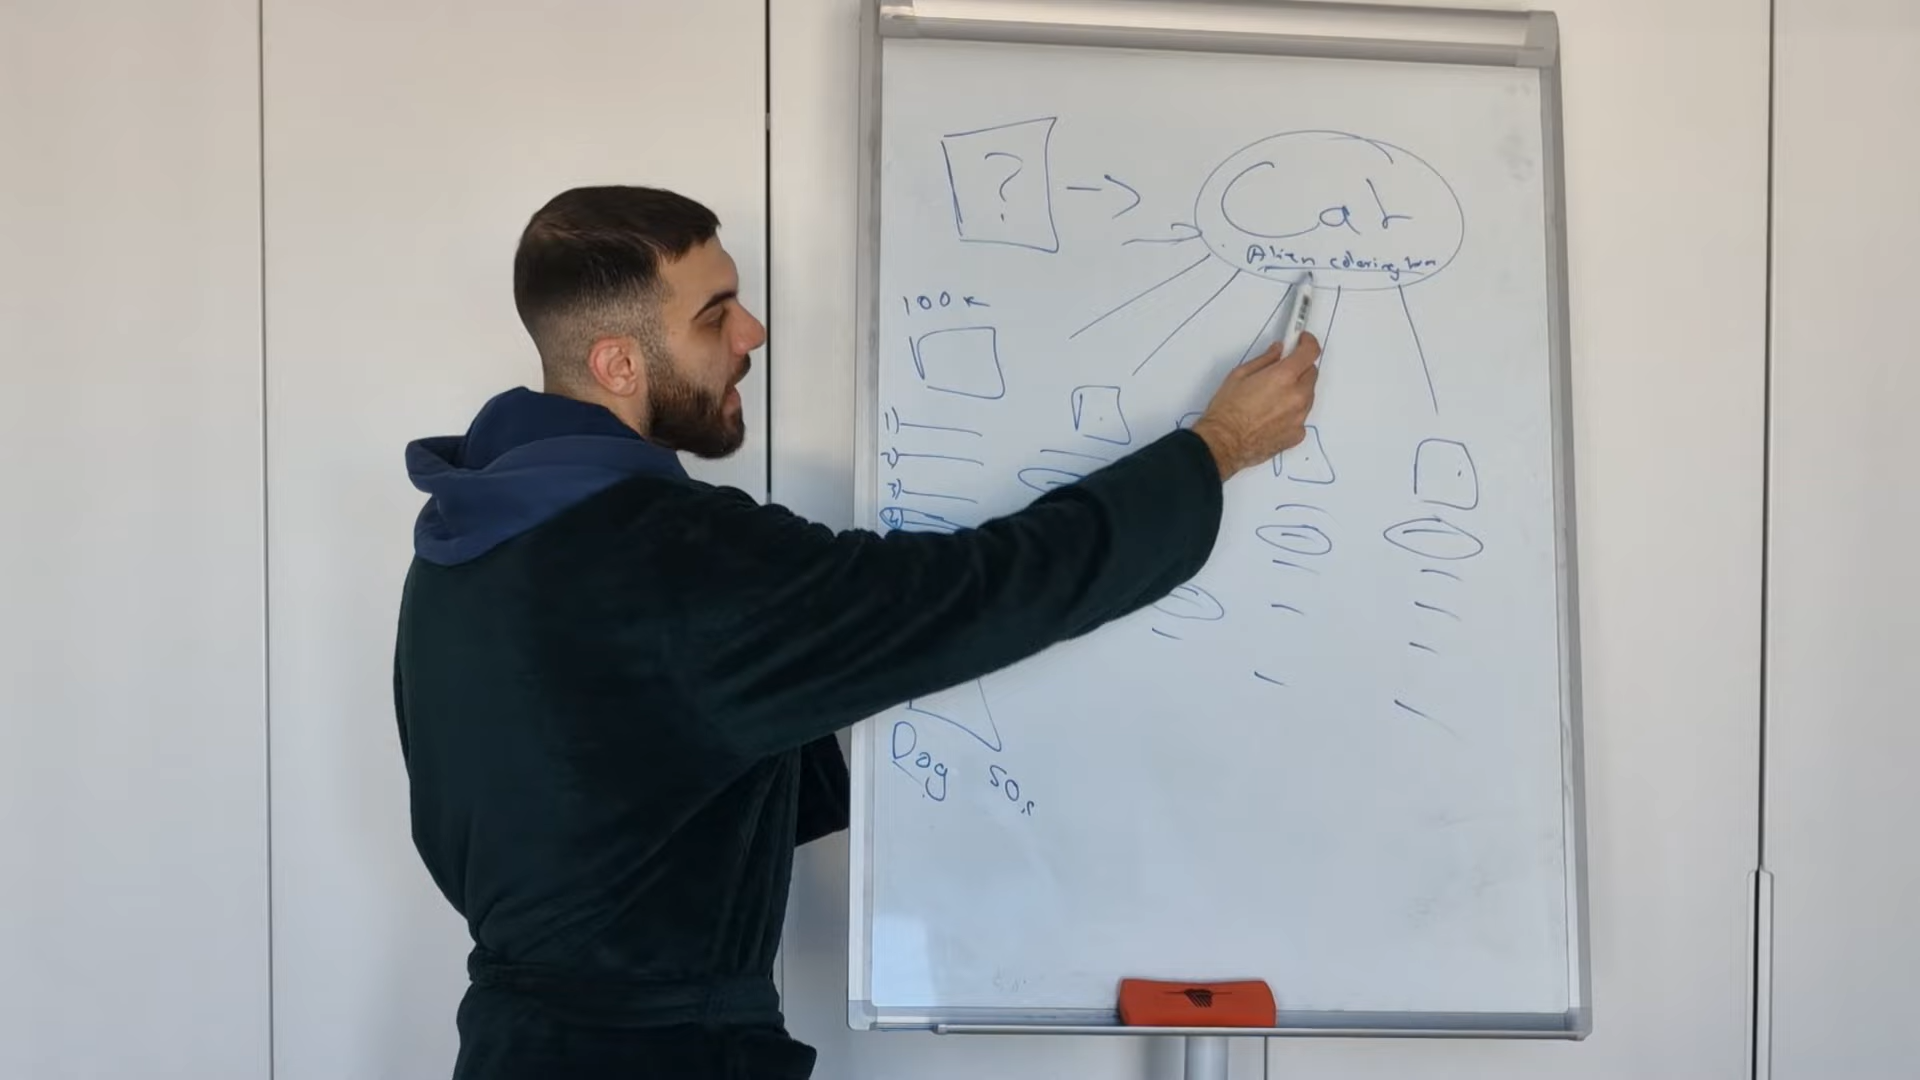 ?
Cat
Alien coloring
100K
1)
2)
3)
4)
Dog